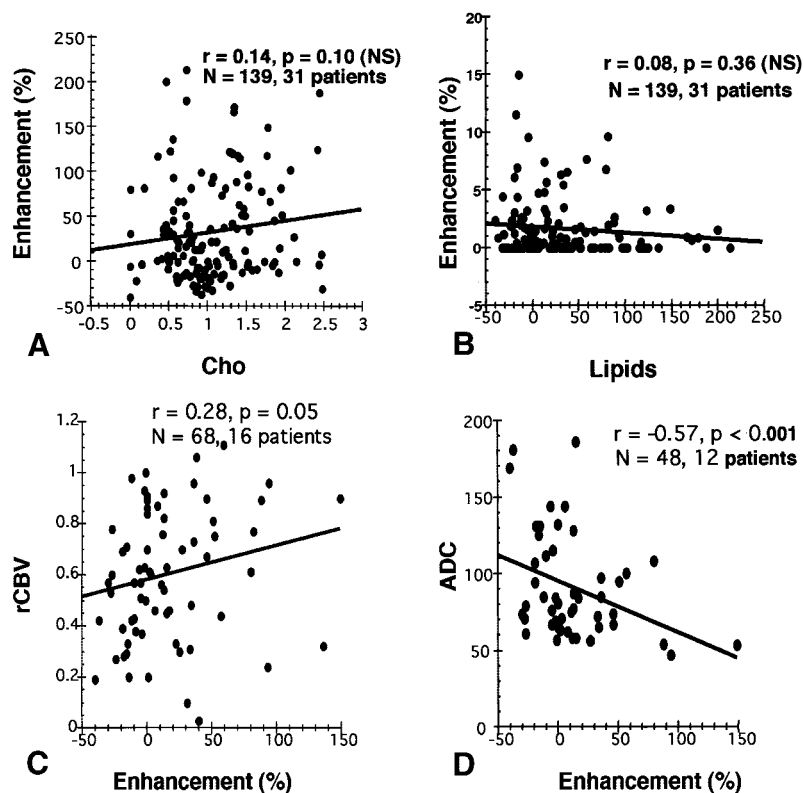 250
200
150
100
50
0
-50
Enhancement (%)
r = 0.14, p = 0.10 (NS)
N = 139, 31 patients
-0.5 0 0.5 1 1.5 2 2.5 3
A
Cho
20
15
10
5
0
-5
Enhancement (%)
r = 0.08, p = 0.36 (NS)
N = 139, 31 patients
-50 0 50 100 150 200 250
B
Lipids
1.2
1
0.8
0.6
0.4
0.2
0
rCBV
r = 0.28, p = 0.05
N = 68, 16 patients
-50 0 50 100 150
C
Enhancement (%)
200
150
100
50
0
ADC
r = -0.57, p < 0.001
N = 48, 12 patients
-50 0 50 100 150
D
Enhancement (%)